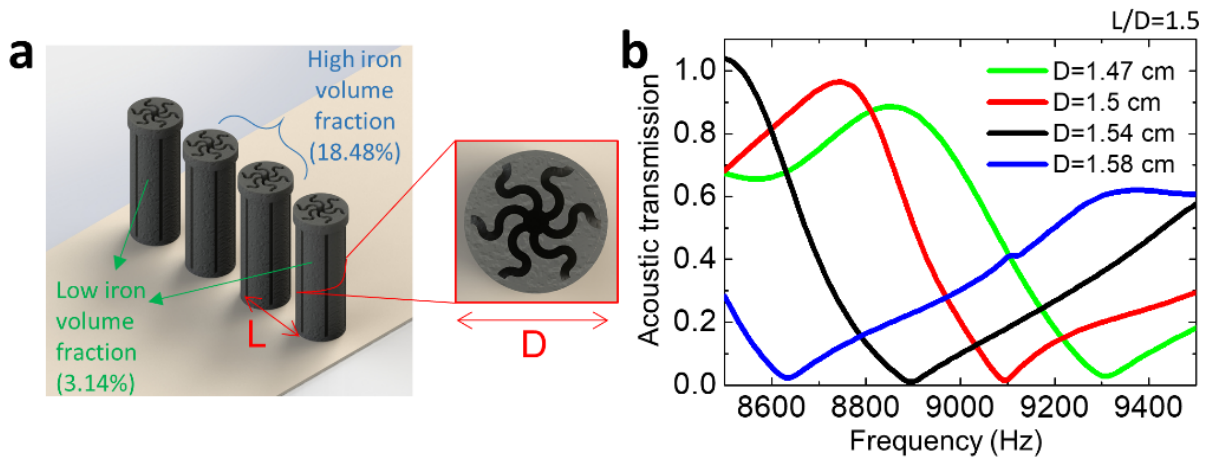 a
High iron
volume
fraction
(18.48%)
Low iron
volume
fraction
(3.14%)
L
D
b
L/D=1.5
D=1.47 cm
D=1.5 cm
D=1.54 cm
D=1.58 cm
Acoustic transmission
1.0
0.8
0.6
0.4
0.2
0.0
8600 8800 9000 9200 9400
Frequency (Hz)